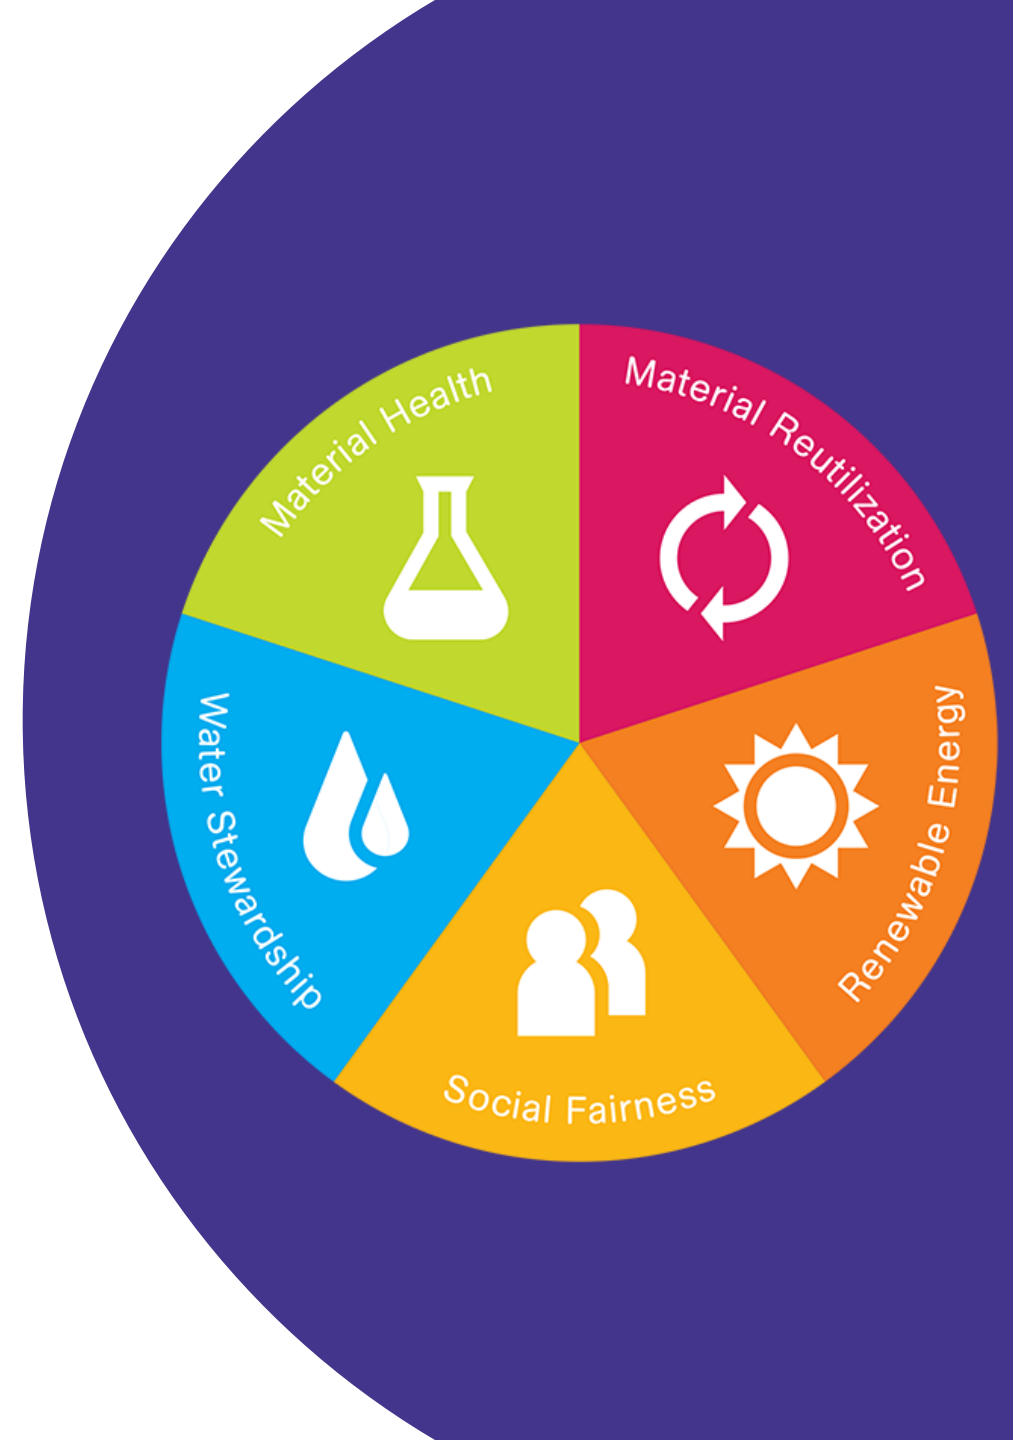 Material Health
Material Reutilization
Renewable Energy
Social Fairness
Water Stewardship